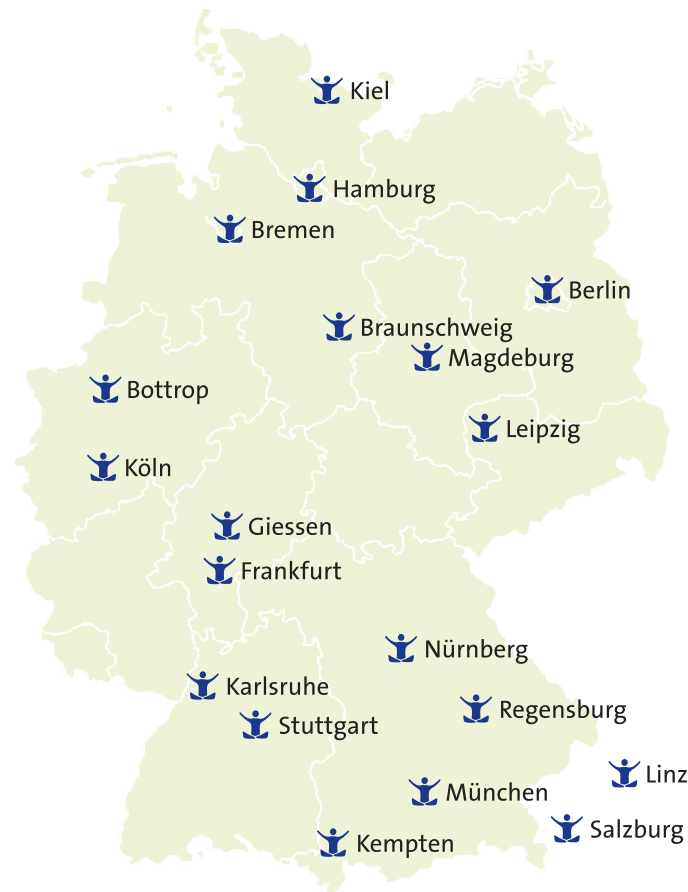 Kiel
Hamburg
Bremen
Berlin
Braunschweig
Magdeburg
Bottrop
Leipzig
Köln
Giessen
Frankfurt
Nürnberg
Karlsruhe
Regensburg
Stuttgart
Linz
München
Salzburg
Kempten